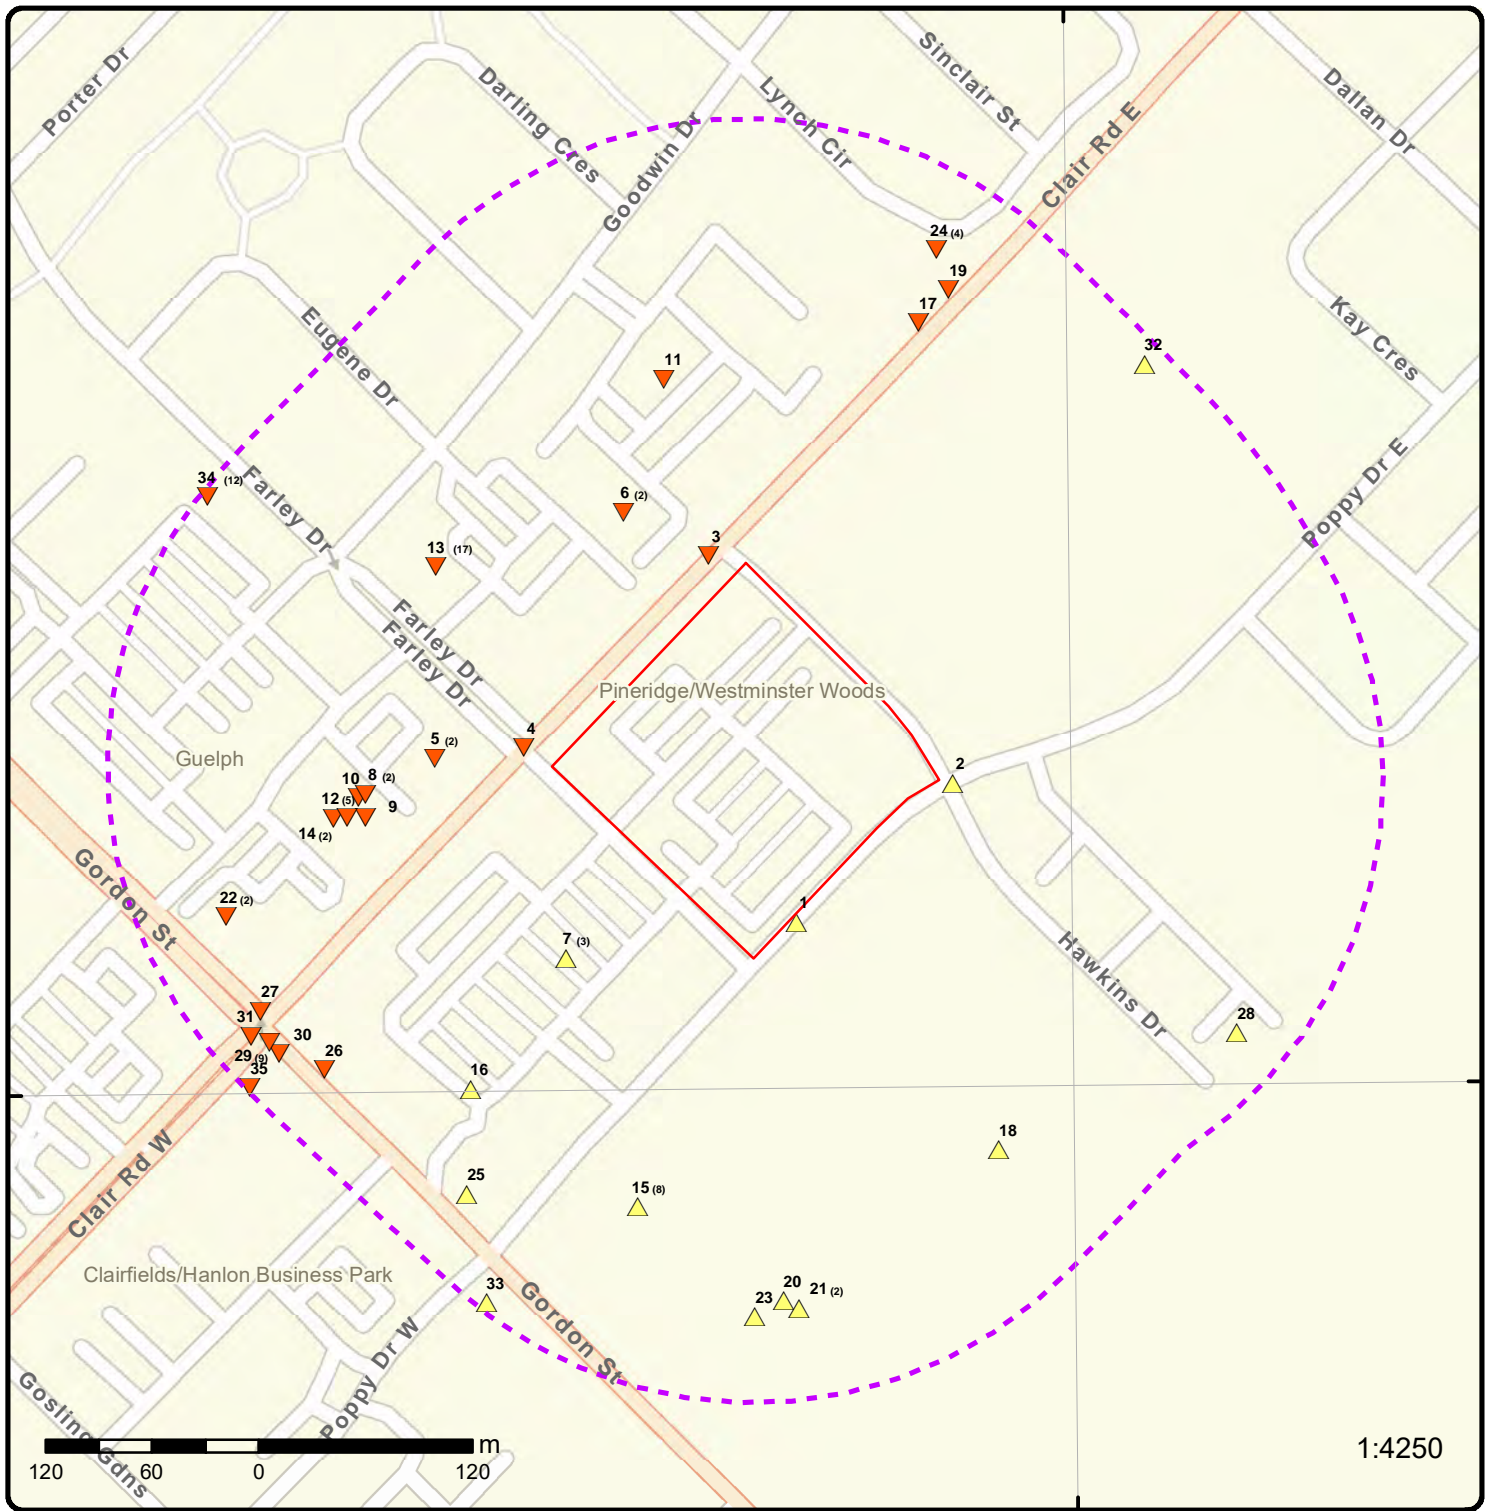 Porter Dr
Darling Cres
Goodwin Dr
Lynch Cir
Sinclair St
Clair Rd E
Dallan Dr
Kay Cres
24 (4)
19
17
32
Eugene Dr
11
34 (12)
Farley Dr
6 (2)
3
13 (17)
Poppy Dr E
Farley Dr
Farley Dr
Pineridge/Westminster Woods
4
5 (2)
Guelph
2
10 8 (2)
12 (5) 9
14 (2)
Gordon St
22 (2)
1
7 (3)
Hawkins Dr
27
31
30
29 (9)
26
35
28
16
18
Clair Rd W
25
15 (8)
Clairfields/Hanlon Business Park
33
20
21 (2)
23
Gordon St
Poppy Dr W
Gosling Gdns
m
120 60 0 120
1:4250